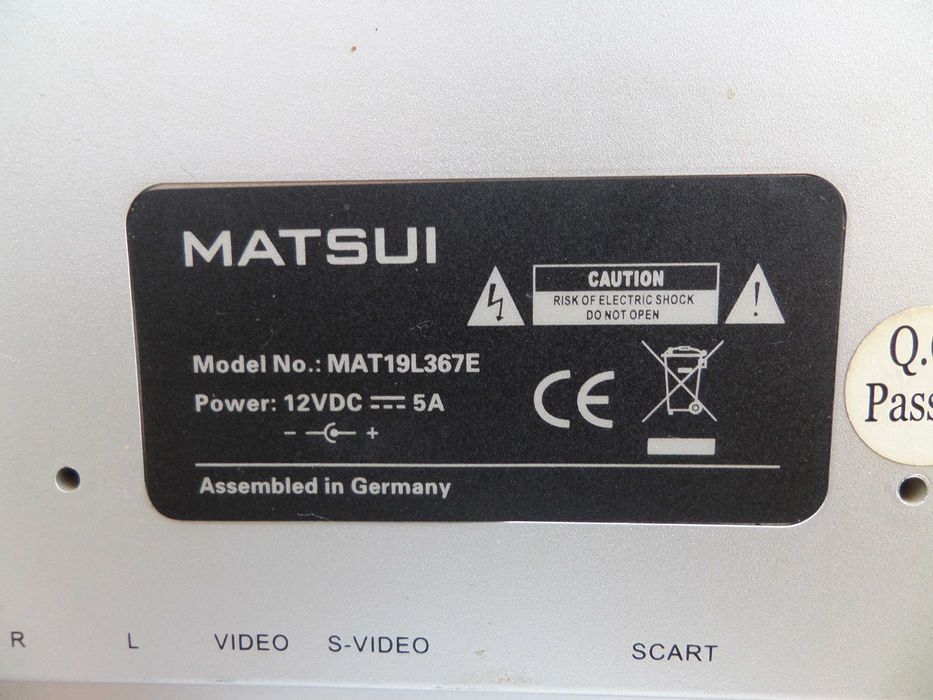 MATSUI
CAUTION
RISK OF ELECTRIC SHOCK
DO NOT OPEN
Model No.: MAT19L367E
Power: 12VDC ⎓ 5A
- +
CE
Assembled in Germany
R L VIDEO S-VIDEO SCART